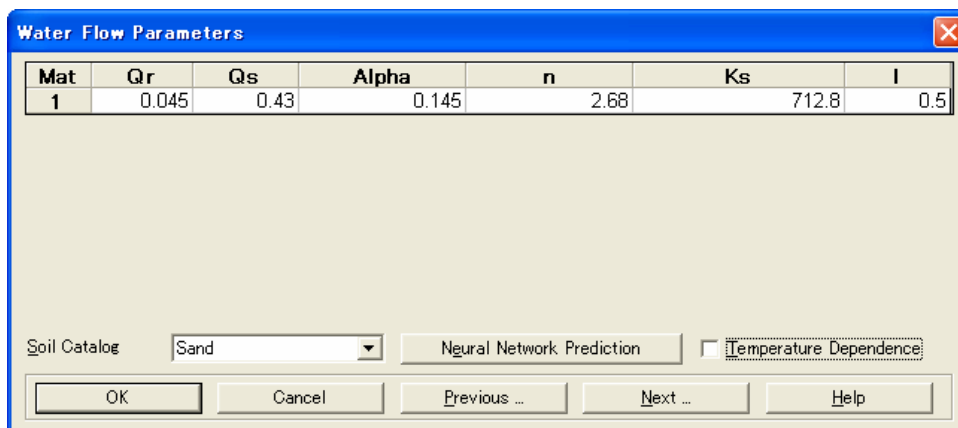 Water Flow Parameters
Mat Qr Qs Alpha n Ks l
1 0.045 0.43 0.145 2.68 712.8 0.5
Soil Catalog Sand Neural Network Prediction Temperature Dependence
OK Cancel Previous ... Next ... Help